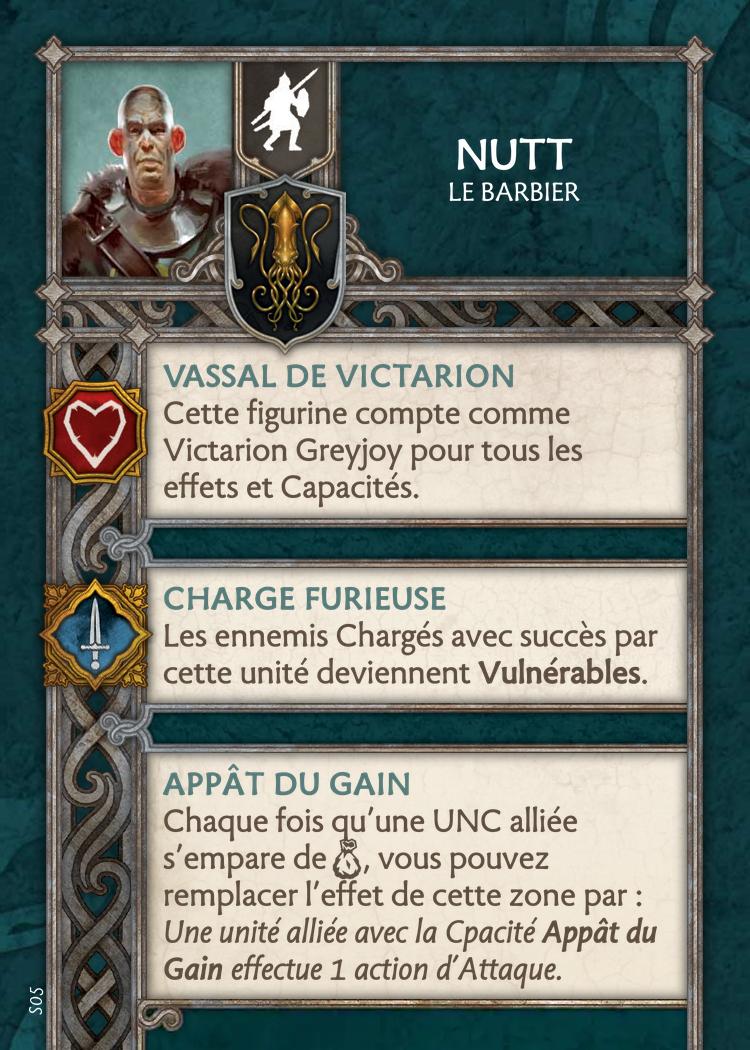 NUTT
LE BARBIER
VASSAL DE VICTARION
Cette figurine compte comme
Victarion Greyjoy pour tous les
effets et Capacités.
CHARGE FURIEUSE
Les ennemis Chargés avec succès par
cette unité deviennent Vulnérables.
APPÂT DU GAIN
Chaque fois qu'une UNC alliée
s'empare de , vous pouvez
remplacer l'effet de cette zone par :
Une unité alliée avec la Cpacité Appât du
Gain effectue 1 action d'Attaque.
S05